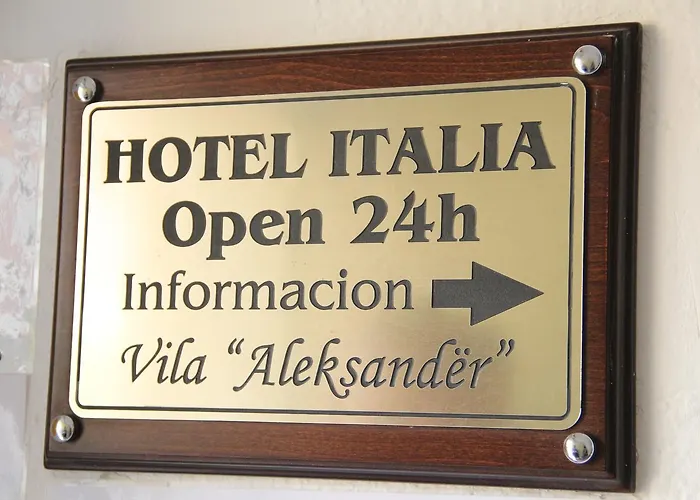 HOTEL ITALIA
Open 24h
Informacion
Vila “Aleksandër”